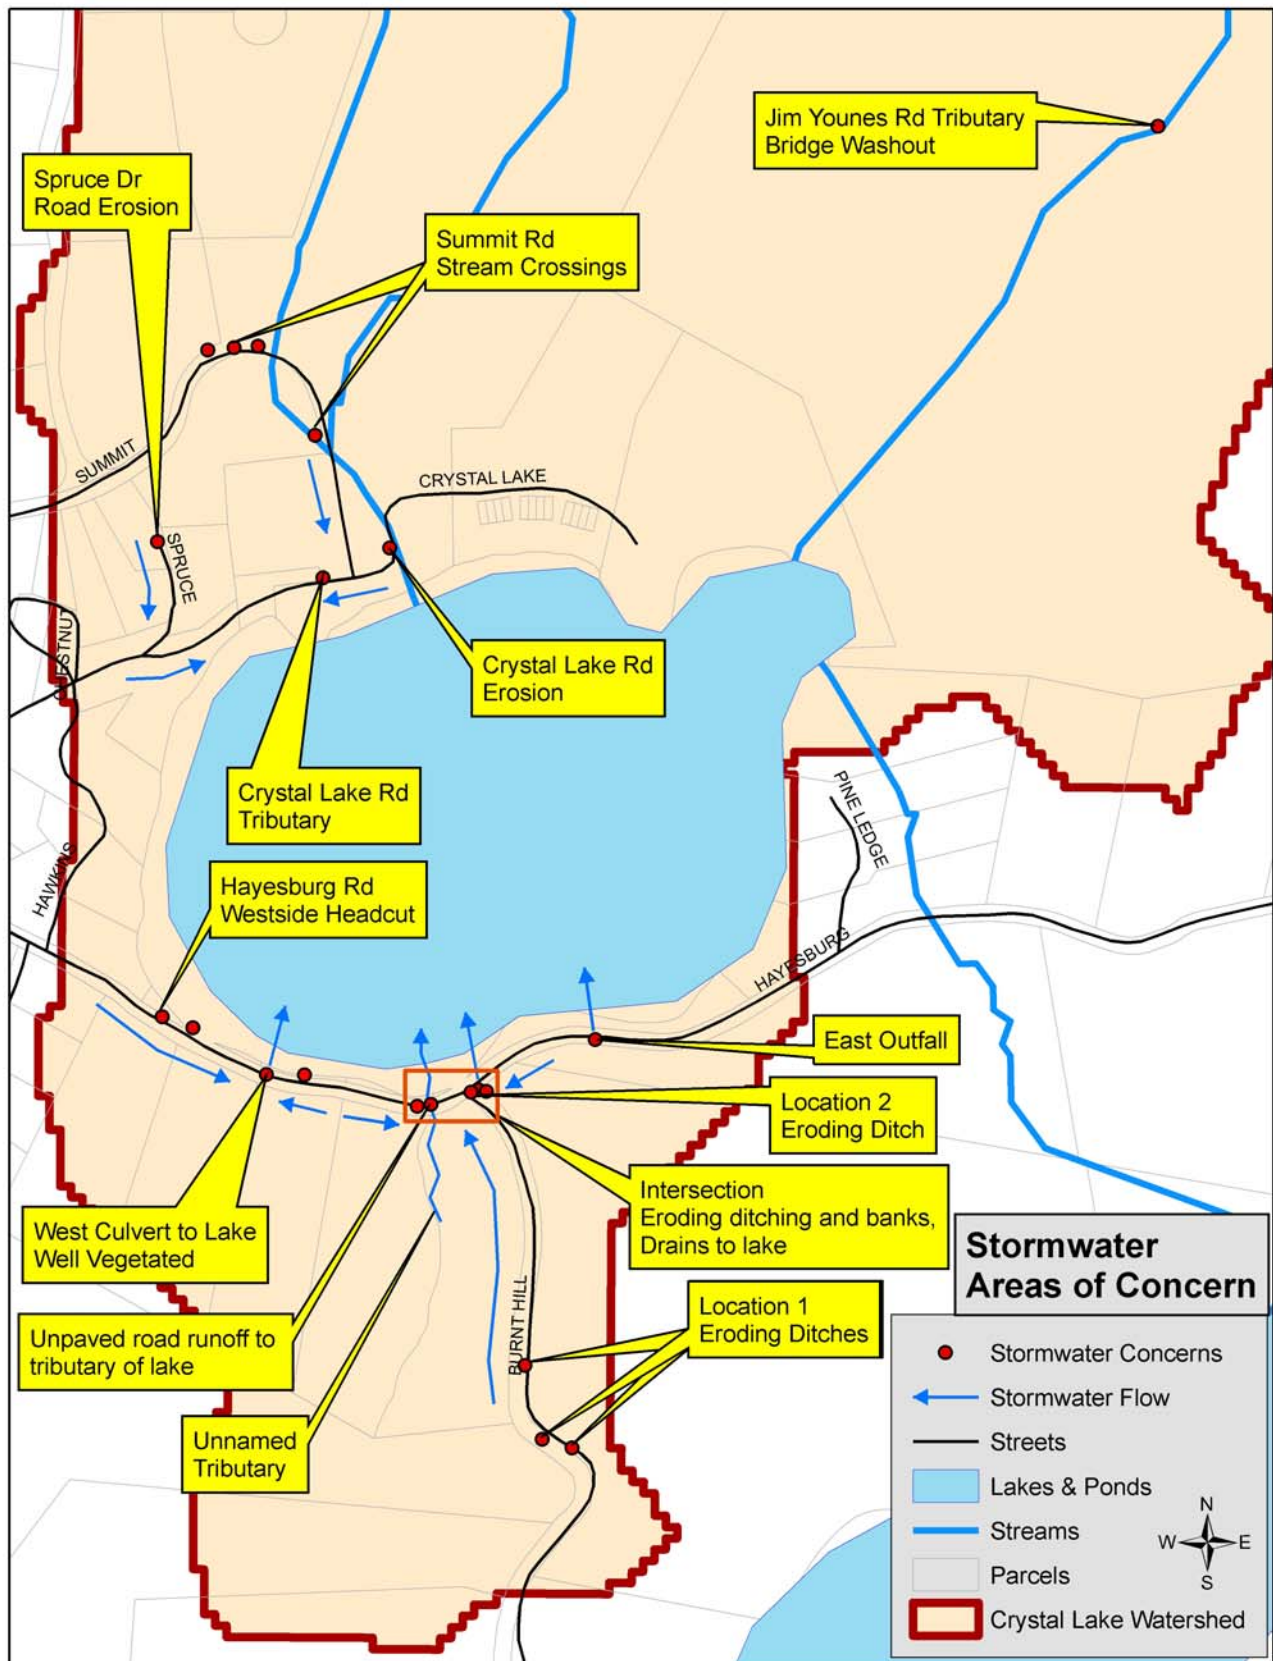 Jim Younes Rd Tributary
Bridge Washout
Spruce Dr
Road Erosion
Summit Rd
Stream Crossings
SUMMIT
CRYSTAL LAKE
SPRUCE
CHESTNUT
Crystal Lake Rd
Erosion
Crystal Lake Rd
Tributary
PINE LEDGE
HAWKINS
Hayesburg Rd
Westside Headcut
HAYESBURG
East Outfall
Location 2
Eroding Ditch
Intersection
Eroding ditching and banks,
Drains to lake
West Culvert to Lake
Well Vegetated
BURNT HILL
Location 1
Eroding Ditches
Unpaved road runoff to
tributary of lake
Unnamed
Tributary
Stormwater
Areas of Concern
Stormwater Concerns
Stormwater Flow
Streets
Lakes & Ponds
Streams
Parcels
Crystal Lake Watershed
N
W
E
S